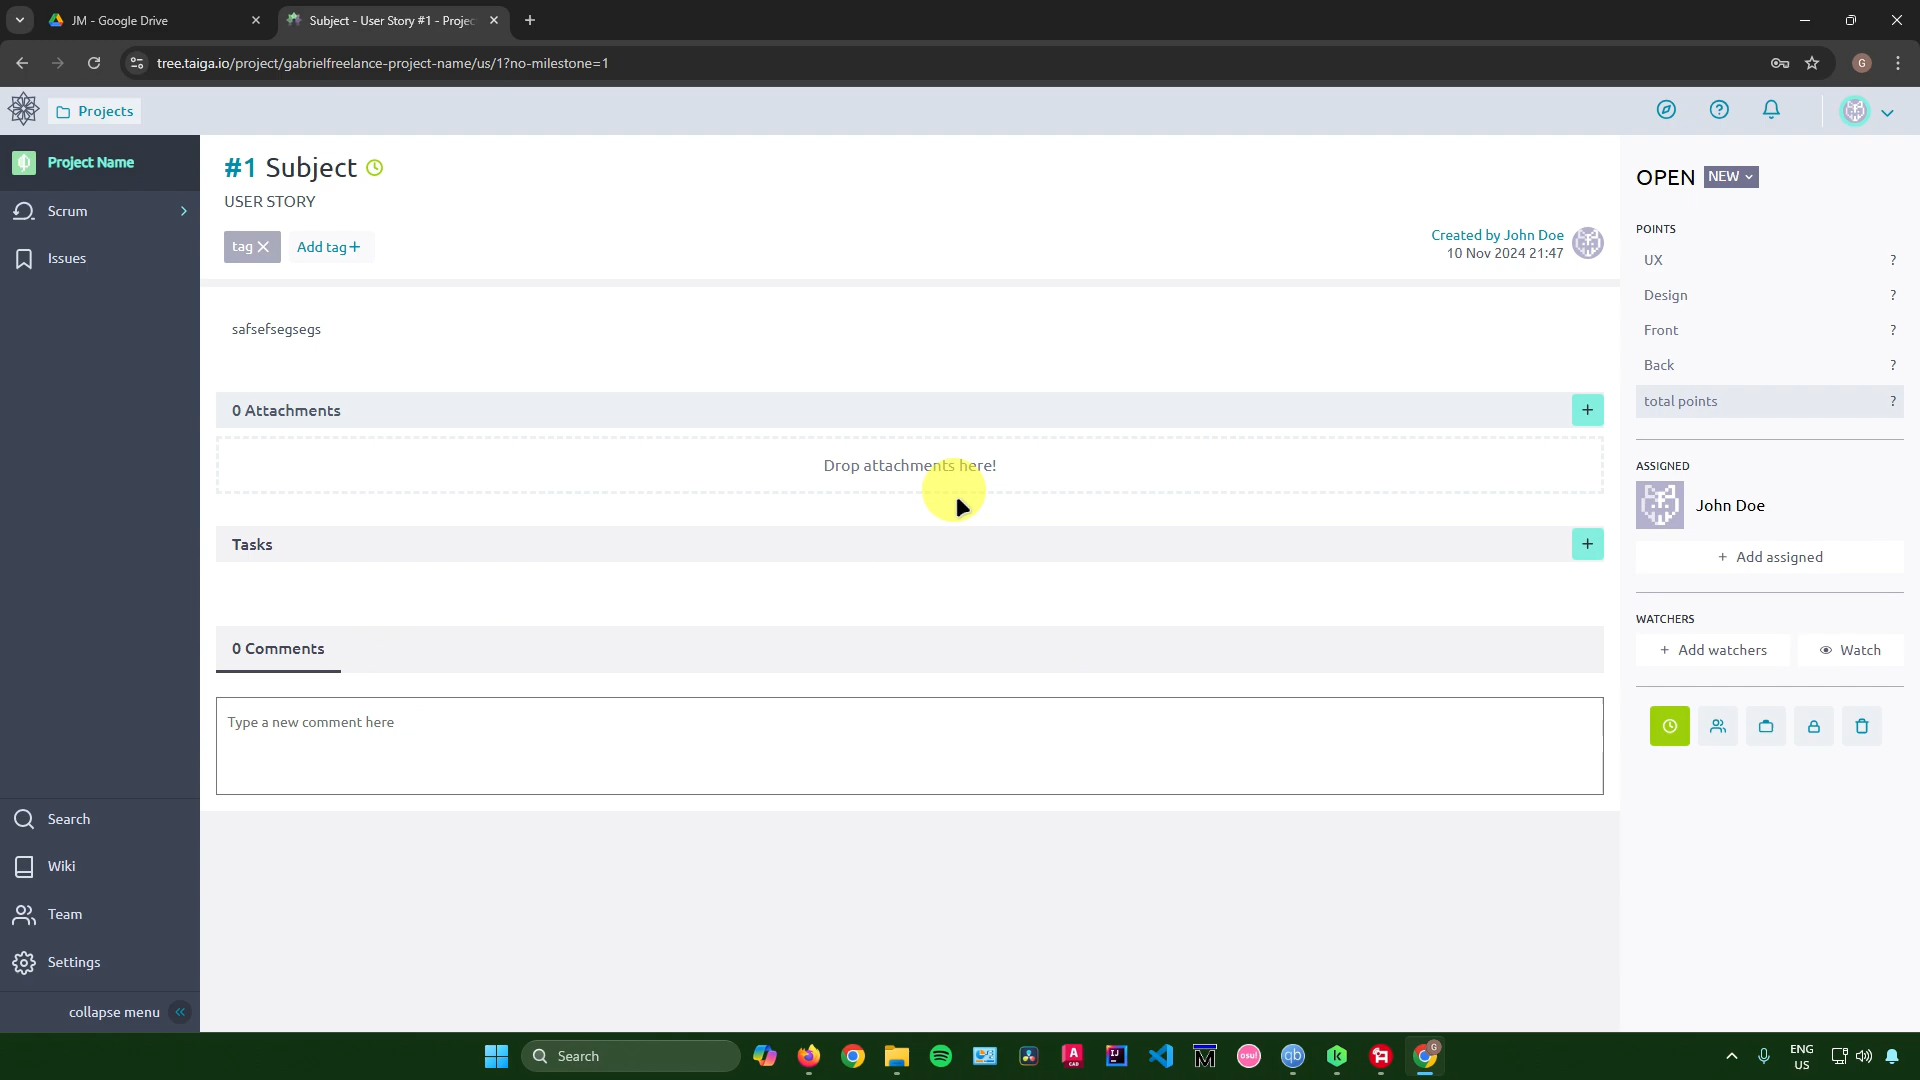 JM - Google Drive
Subject - User Story #1 - Projec
tree.taiga.io/project/gabrielfreelance-project-name/us/1?no-milestone=1
G
Projects
Project Name
Scrum
Issues
#1 Subject
USER STORY
tag
Add tag+
Created by John Doe
10 Nov 2024 21:47
safsefsegsegs
0 Attachments
+
Drop attachments here!
Tasks
+
0 Comments
Type a new comment here
OPEN NEW
POINTS
UX ?
Design ?
Front ?
Back ?
total points ?
ASSIGNED
John Doe
+ Add assigned
WATCHERS
+ Add watchers
Watch
Search
Wiki
Team
Settings
collapse menu
Search
osu!
qb
ENG
US